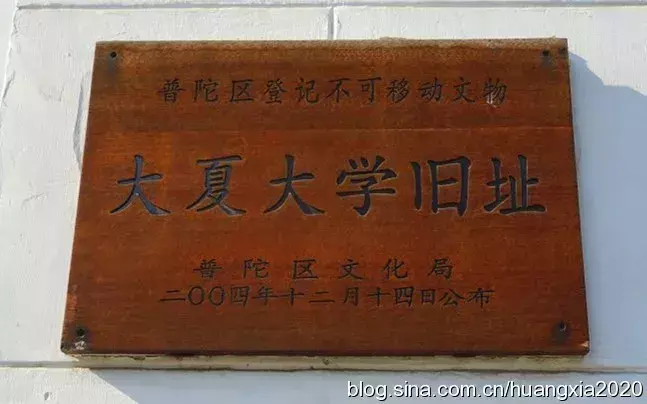 普陀区登记不可移动文物
大夏大学旧址
普陀区文化局
二〇〇四年十二月十四日公布
blog.sina.com.cn/huangxia2020